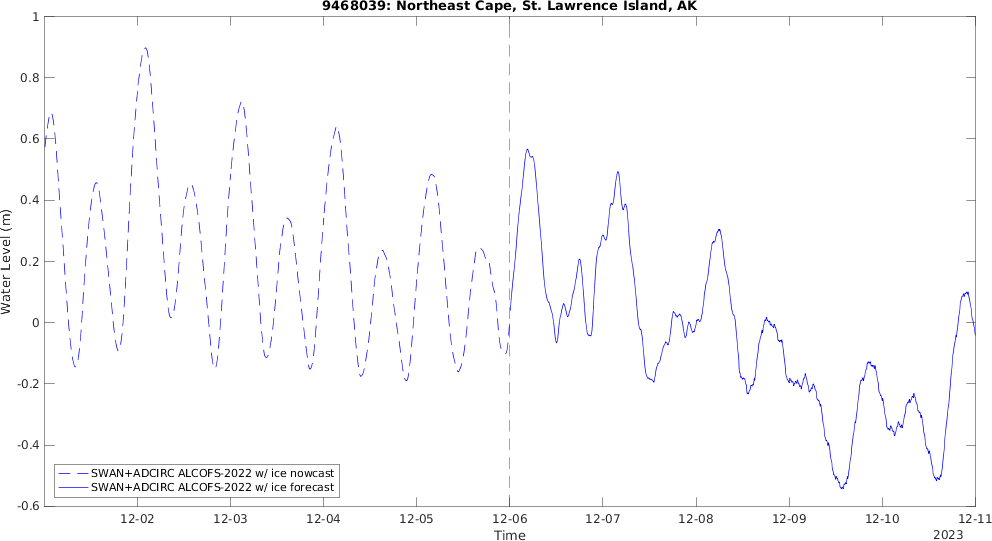 9468039: Northeast Cape, St. Lawrence Island, AK
1
0.8
0.6
0.4
0.2
0
-0.2
-0.4
-0.6
Water Level (m)
SWAN+ADCIRC ALCOFS-2022 w/ ice nowcast
SWAN+ADCIRC ALCOFS-2022 w/ ice forecast
12-02 12-03 12-04 12-05 12-06 12-07 12-08 12-09 12-10 12-11
Time
2023